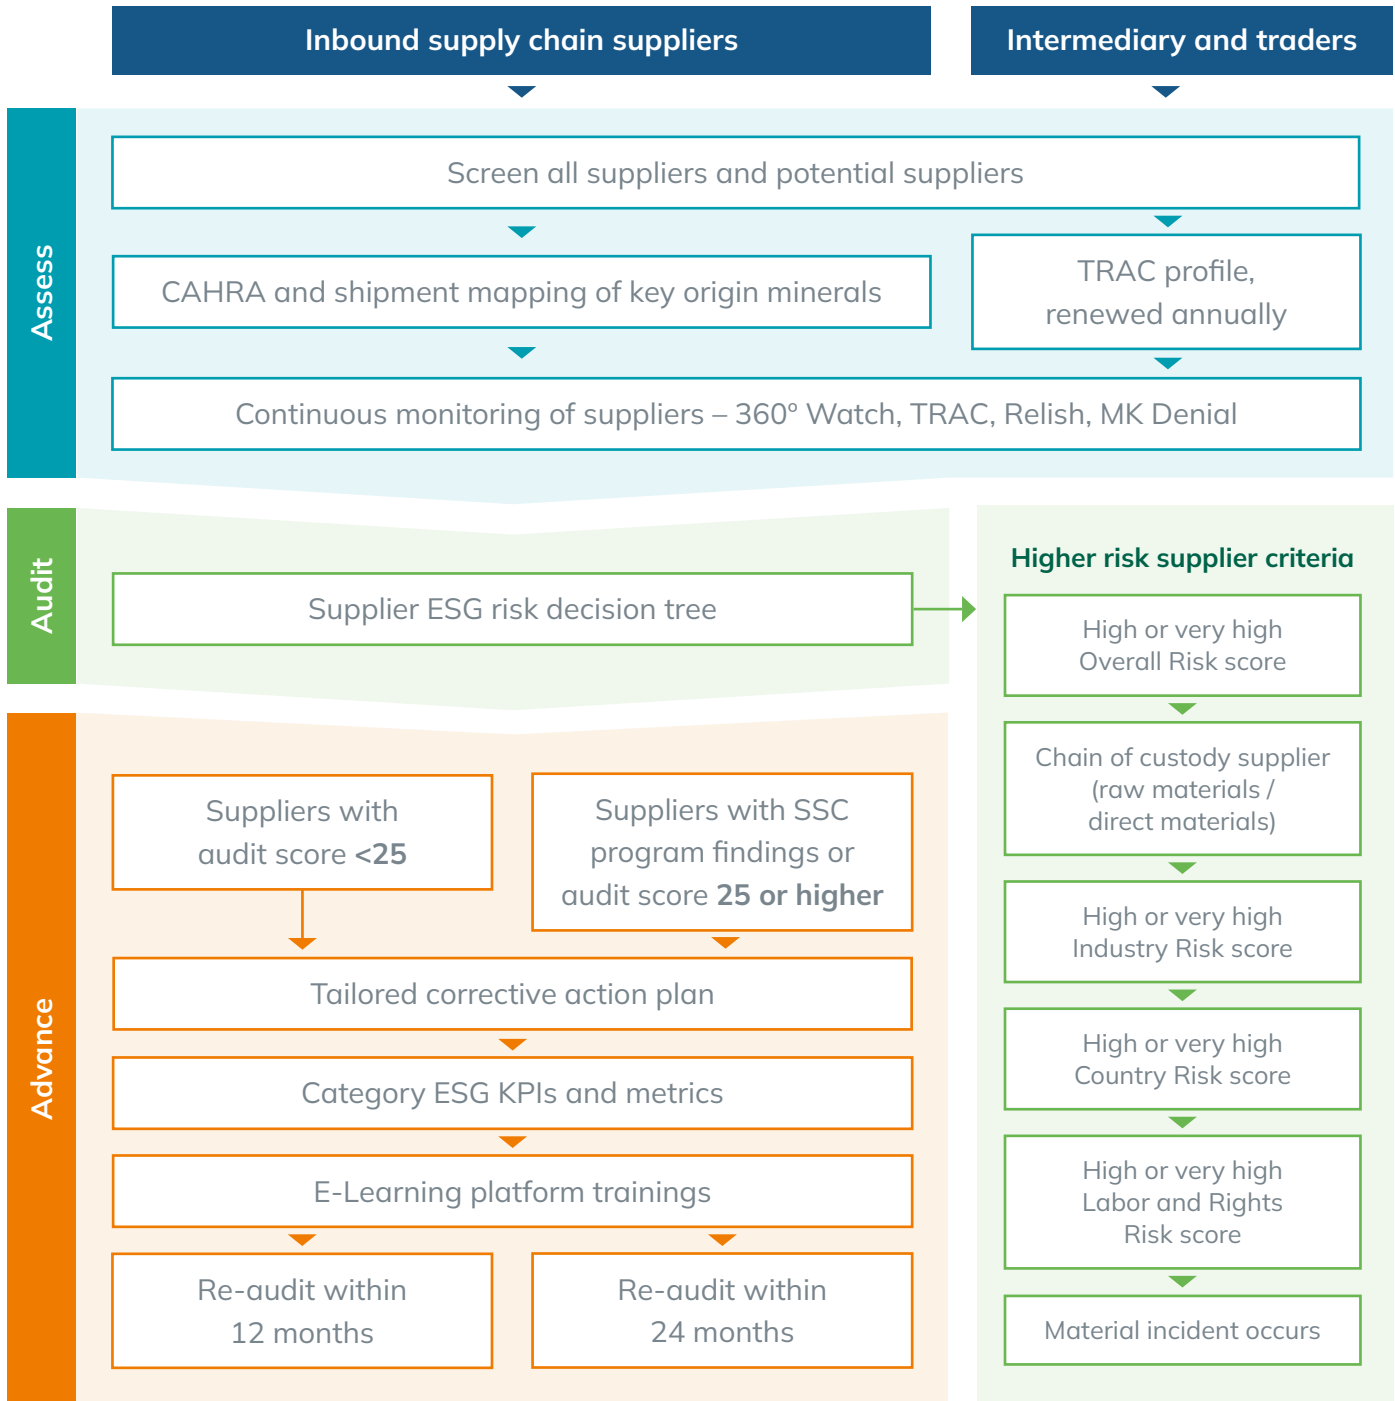 Inbound supply chain suppliers
Intermediary and traders
Assess
Screen all suppliers and potential suppliers
CAHRA and shipment mapping of key origin minerals
TRAC profile,
renewed annually
Continuous monitoring of suppliers – 360º Watch, TRAC, Relish, MK Denial
Audit
Supplier ESG risk decision tree
Higher risk supplier criteria
High or very high
Overall Risk score
Chain of custody supplier
(raw materials /
direct materials)
High or very high
Industry Risk score
High or very high
Country Risk score
High or very high
Labor and Rights
Risk score
Material incident occurs
Advance
Suppliers with
audit score <25
Suppliers with SSC
program findings or
audit score 25 or higher
Tailored corrective action plan
Category ESG KPIs and metrics
E-Learning platform trainings
Re-audit within
12 months
Re-audit within
24 months